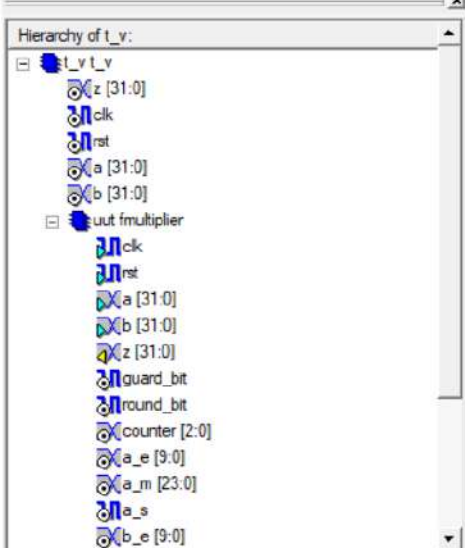 Hierarchy of t_v:
t_v t_v
z [31:0]
clk
rst
a [31:0]
b [31:0]
uut fmultiplier
clk
rst
a [31:0]
b [31:0]
z [31:0]
guard_bit
round_bit
counter [2:0]
a_e [9:0]
a_m [23:0]
a_s
b_e [9:0]